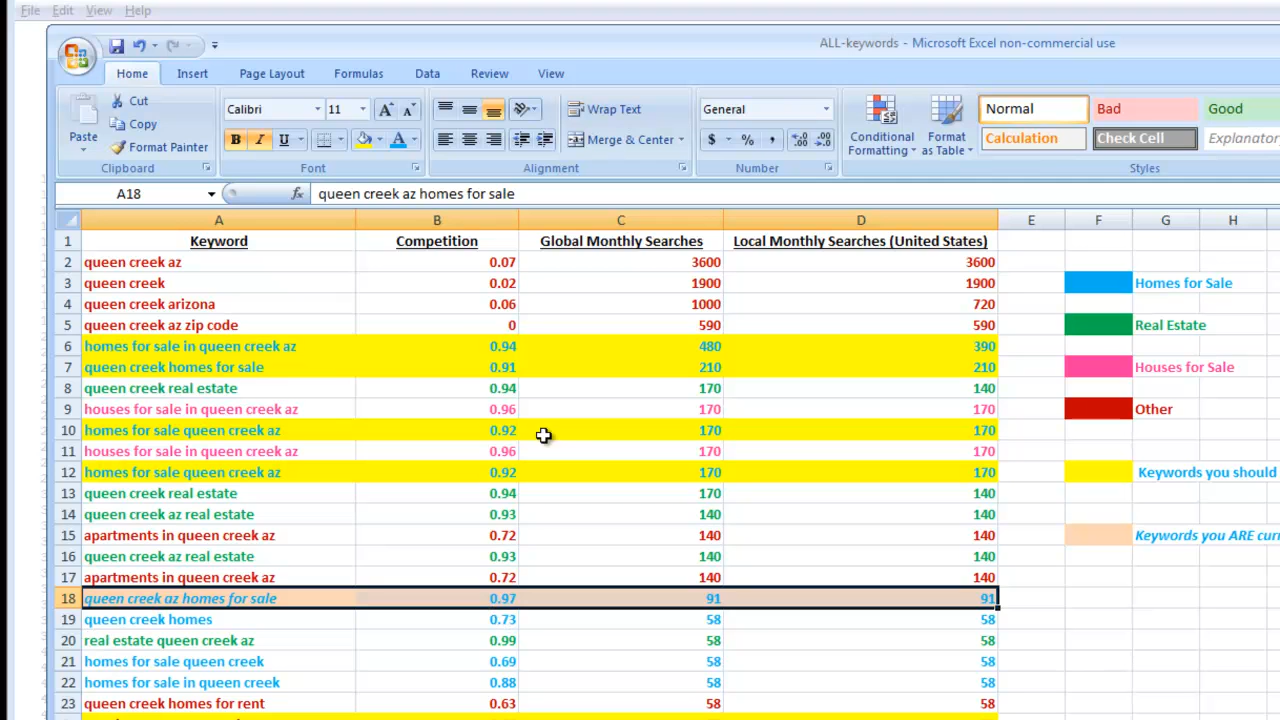 File Edit View Help
ALL-keywords - Microsoft Excel non-commercial use
Home Insert Page Layout Formulas Data Review View
Paste Cut Copy Format Painter
Calibri 11 A A
B I U A
Wrap Text
Merge & Center
General
$ % ,
Conditional Formatting Format as Table
Normal Bad Good
Calculation Check Cell Explanatory
Clipboard Font Alignment Number Styles
A18 fx queen creek az homes for sale
A B C D E F G H
1 Keyword Competition Global Monthly Searches Local Monthly Searches (United States)
2 queen creek az 0.07 3600 3600
3 queen creek 0.02 1900 1900 Homes for Sale
4 queen creek arizona 0.06 1000 720
5 queen creek az zip code 0 590 590 Real Estate
6 homes for sale in queen creek az 0.94 480 390
7 queen creek homes for sale 0.91 210 210 Houses for Sale
8 queen creek real estate 0.94 170 140
9 houses for sale in queen creek az 0.96 170 170 Other
10 homes for sale queen creek az 0.92 170 170
11 houses for sale in queen creek az 0.96 170 170
12 homes for sale queen creek az 0.92 170 170 Keywords you should
13 queen creek real estate 0.94 170 140
14 queen creek az real estate 0.93 140 140
15 apartments in queen creek az 0.72 140 140 Keywords you ARE curr
16 queen creek az real estate 0.93 140 140
17 apartments in queen creek az 0.72 140 140
18 queen creek az homes for sale 0.97 91 91
19 queen creek homes 0.73 58 58
20 real estate queen creek az 0.99 58 58
21 homes for sale queen creek 0.69 58 58
22 homes for sale in queen creek 0.88 58 58
23 queen creek homes for rent 0.63 58 58